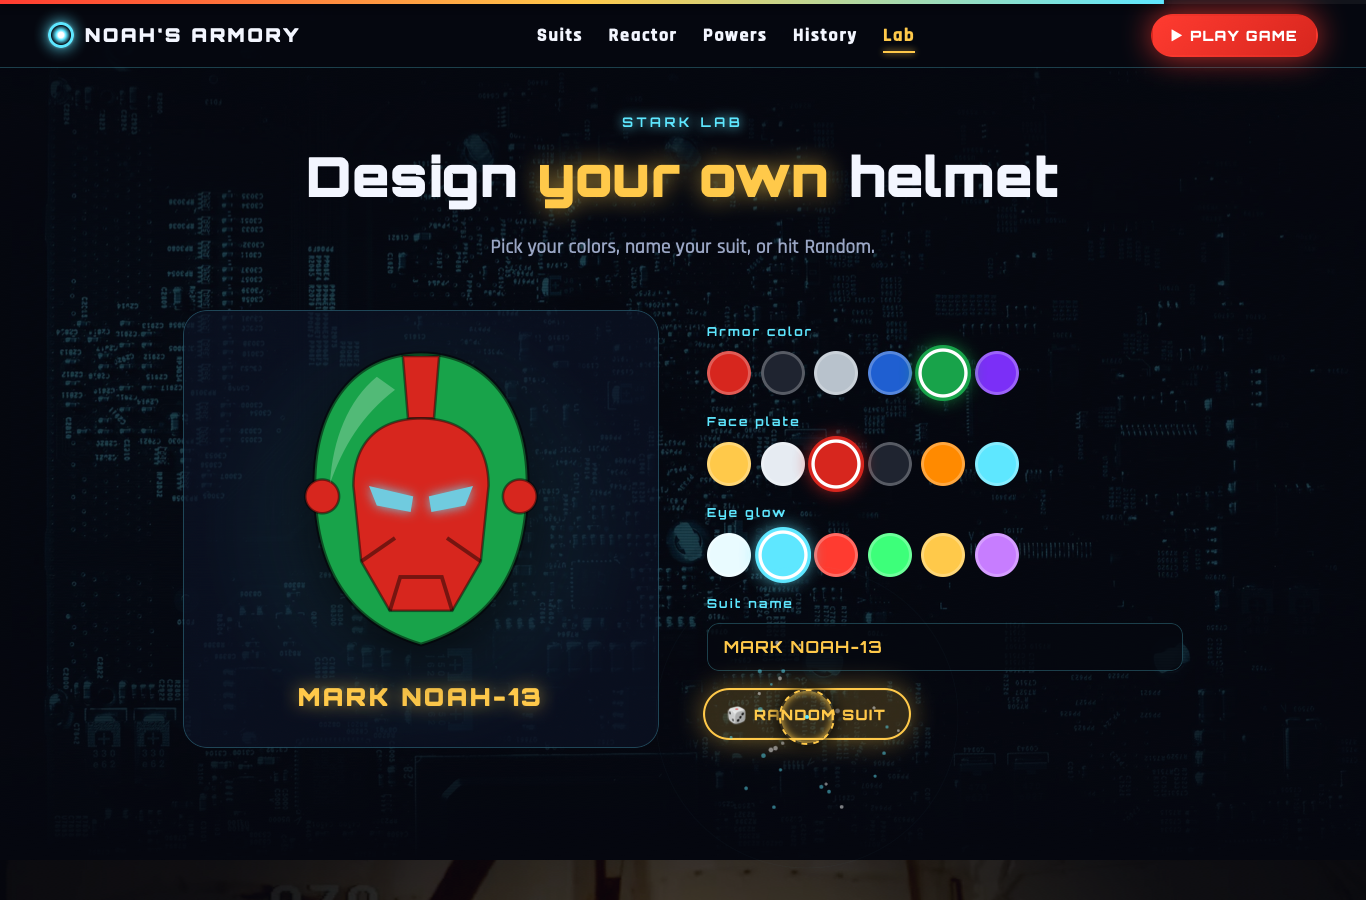 NOAH'S ARMORY
Suits
Reactor
Powers
History
Lab
▶ PLAY GAME
STARK LAB
Design your own helmet
Pick your colors, name your suit, or hit Random.
Armor color
Face plate
Eye glow
Suit name
MARK NOAH-13
MARK NOAH-13
🎲 RANDOM SUIT